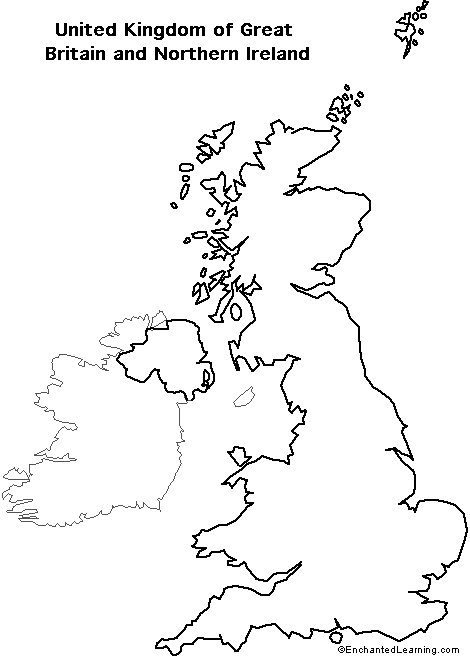 United Kingdom of Great
Britain and Northern Ireland
©EnchantedLearning.com